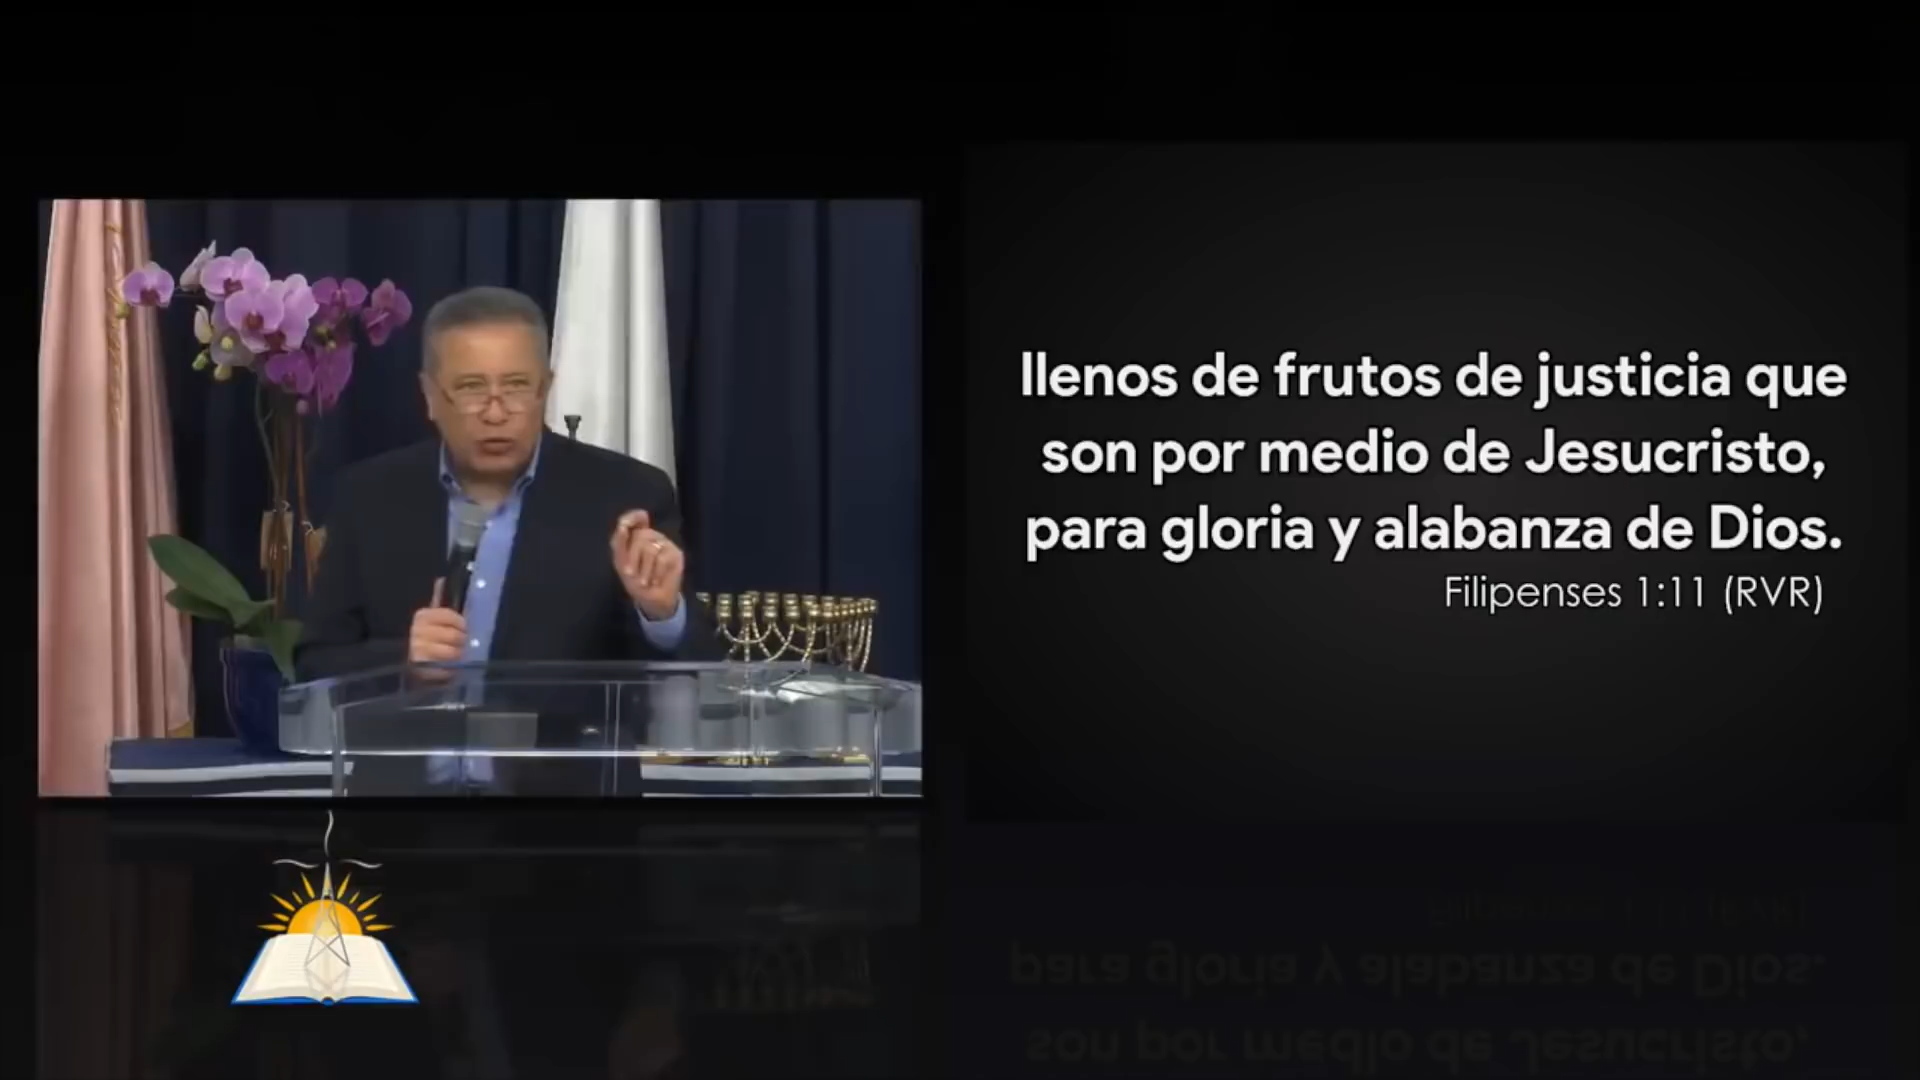 llenos de frutos de justicia que
son por medio de Jesucristo,
para gloria y alabanza de Dios.
Filipenses 1:11 (RVR)